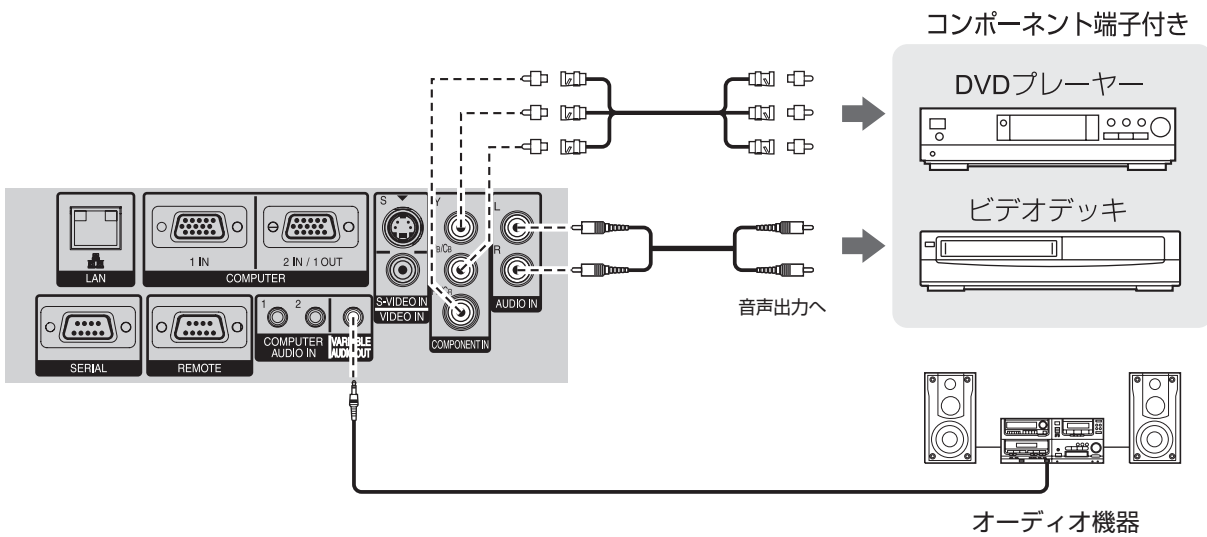 コンポーネント端子付き
DVDプレーヤー
ビデオデッキ
音声出力へ
オーディオ機器
LAN
1 IN
2 IN / 1 OUT
COMPUTER
S
S-VIDEO IN
VIDEO IN
Y
B/CB
CR
COMPONENT IN
L
R
AUDIO IN
SERIAL
REMOTE
1 2
COMPUTER
AUDIO IN
VARIABLE
AUDIO OUT